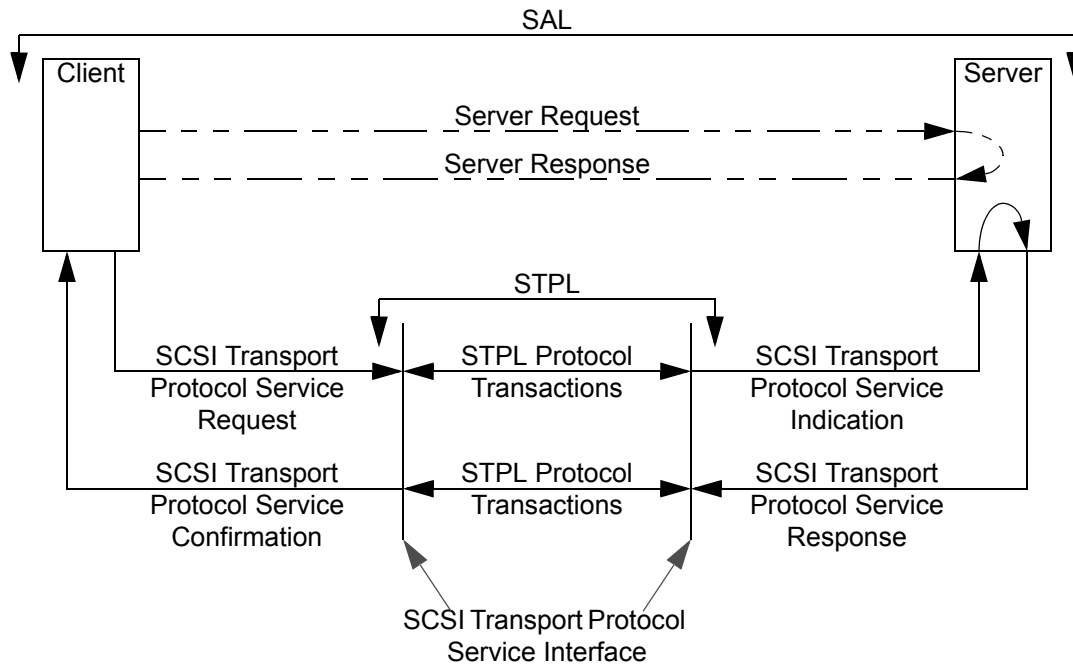 SAL
Client
Server
Server Request
Server Response
STPL
SCSI Transport
Protocol Service
Request
STPL Protocol
Transactions
SCSI Transport
Protocol Service
Indication
SCSI Transport
Protocol Service
Confirmation
STPL Protocol
Transactions
SCSI Transport
Protocol Service
Response
SCSI Transport Protocol
Service Interface